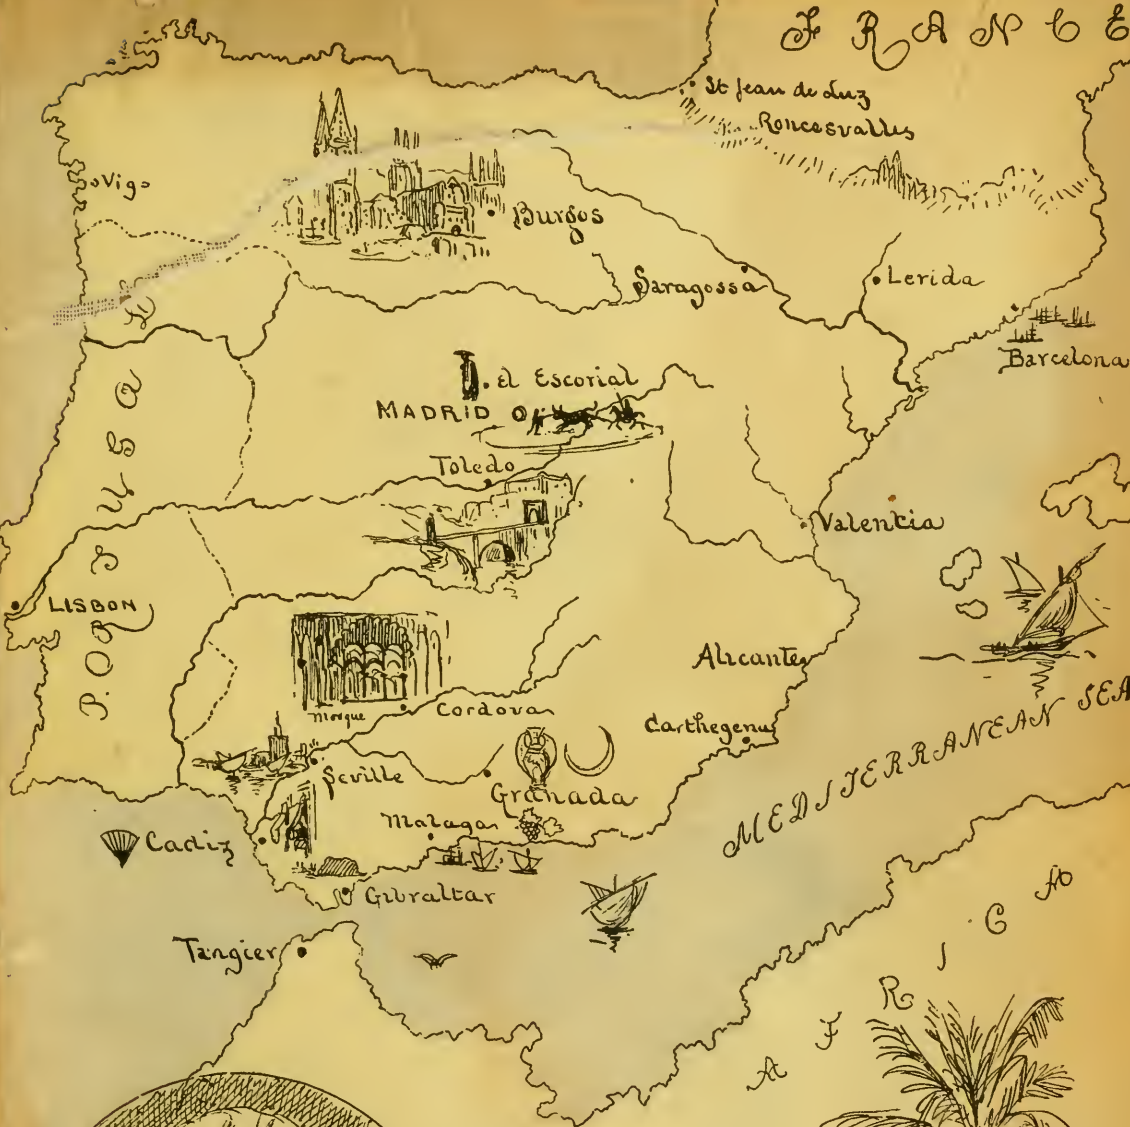 FRANCE
St Jean de Luz
Roncesvalles
Vigo
Burgos
Saragossa
Lerida
Barcelona
El Escorial
MADRID
Toledo
Valentia
PORTUGAL
LISBON
Alicante
Mosque
Cordova
Carthegena
MEDITERRANEAN SEA
Seville
Granada
Malaga
Cadiz
Gibraltar
Tangier
AFRICA